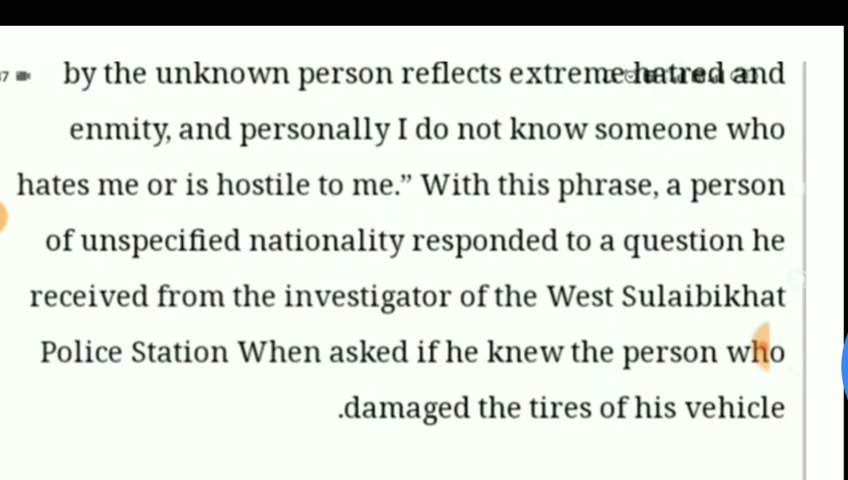 by the unknown person reflects extreme hatred and
enmity, and personally I do not know someone who
hates me or is hostile to me.” With this phrase, a person
of unspecified nationality responded to a question he
received from the investigator of the West Sulaibikhat
Police Station When asked if he knew the person who
.damaged the tires of his vehicle